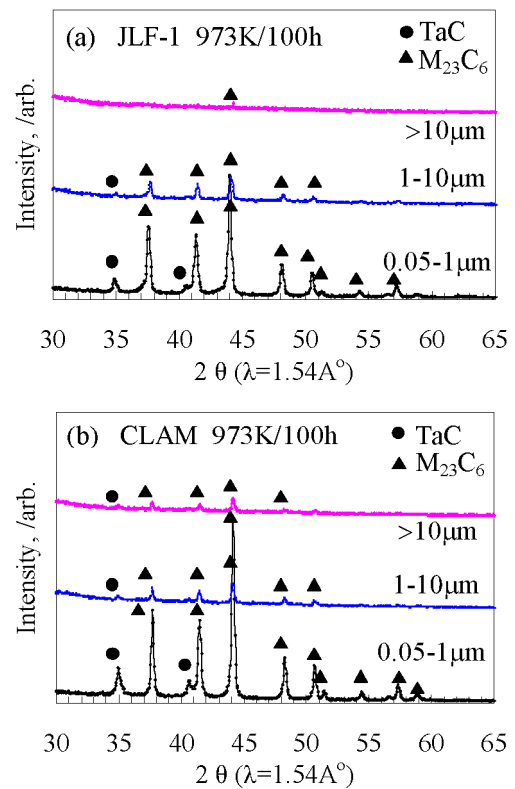 (a) JLF-1 973K/100h
● TaC
▲ M₂₃C₆
>10μm
1-10μm
0.05-1μm
Intensity, /arb.
30 35 40 45 50 55 60 65
2 θ (λ=1.54Aº)
(b) CLAM 973K/100h
● TaC
▲ M₂₃C₆
>10μm
1-10μm
0.05-1μm
Intensity, /arb.
30 35 40 45 50 55 60 65
2 θ (λ=1.54Aº)